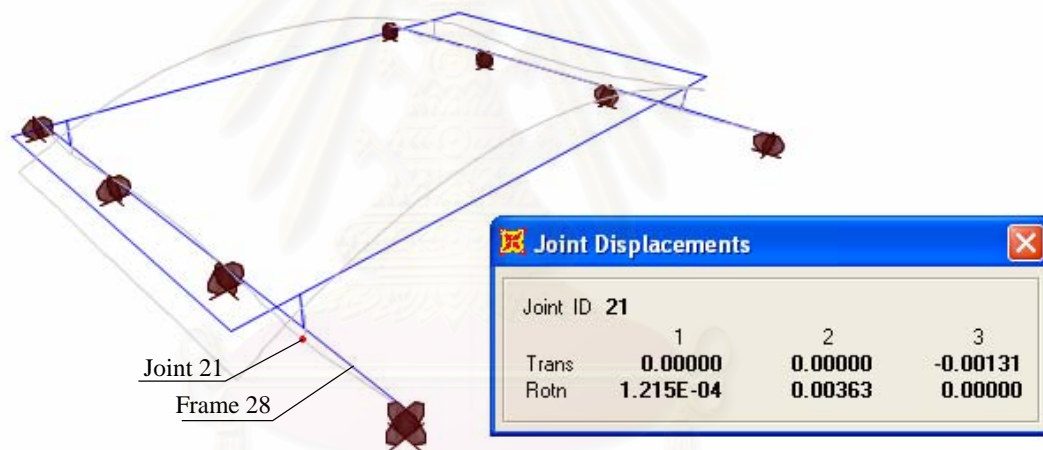 Joint Displacements
Joint ID 21
1 2 3
Trans 0.00000 0.00000 -0.00131
Rotn 1.215E-04 0.00363 0.00000
Joint 21
Frame 28